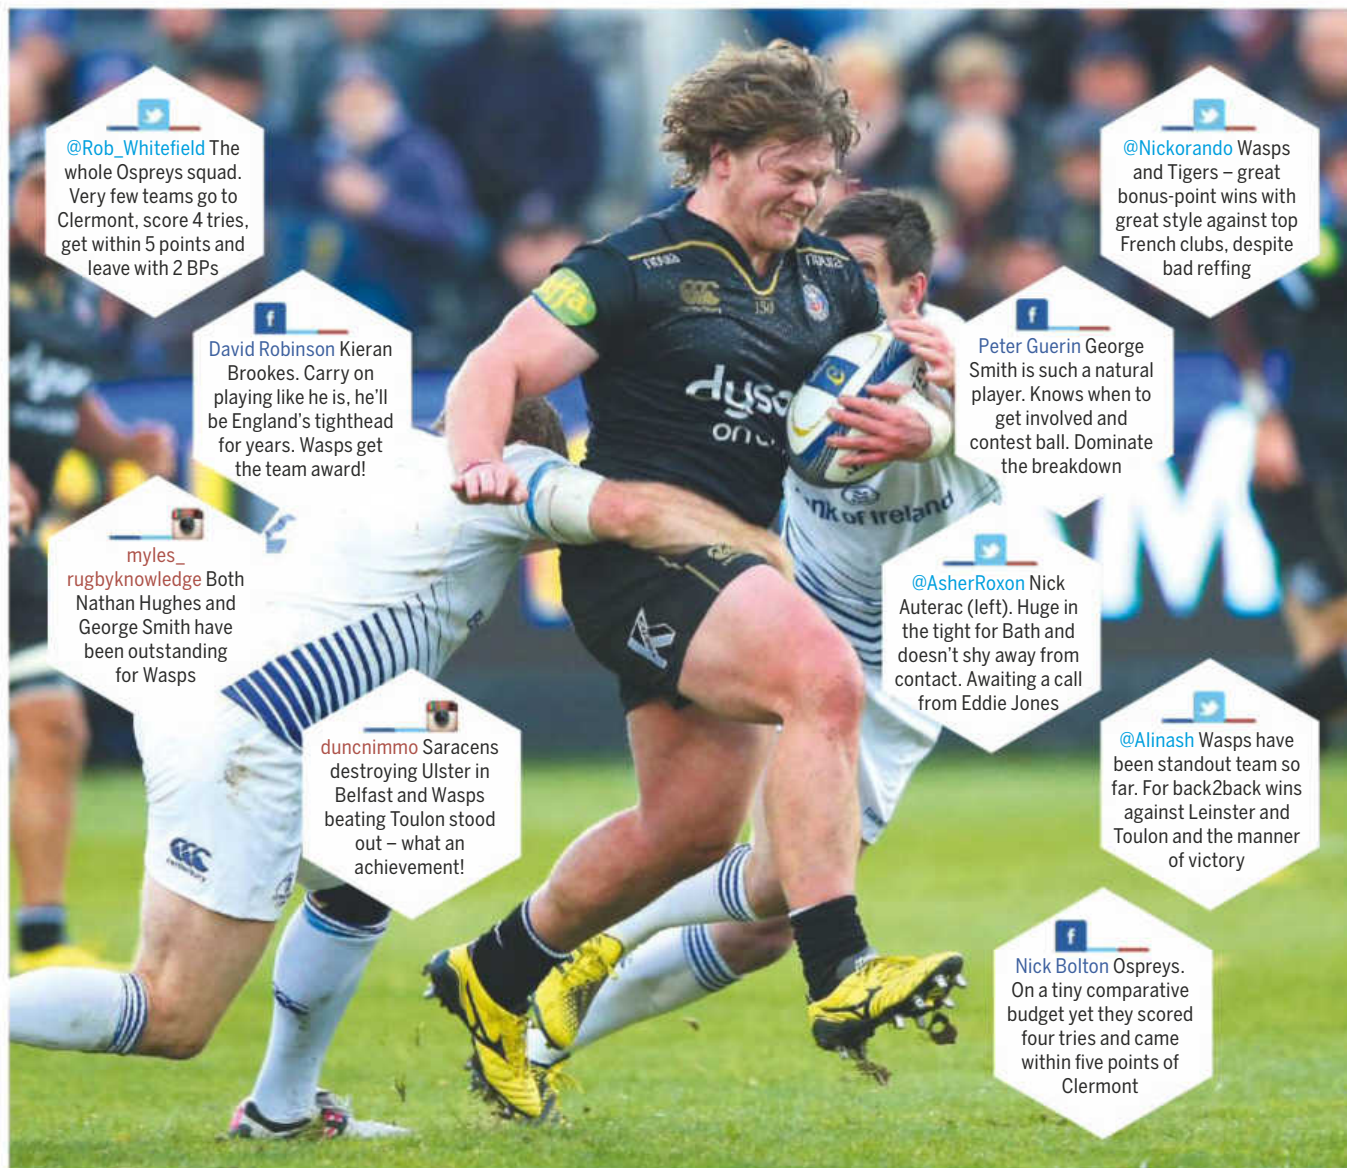 @Rob_Whitefield The
whole Ospreys squad.
Very few teams go to
Clermont, score 4 tries,
get within 5 points and
leave with 2 BPs
@Nickorando Wasps
and Tigers – great
bonus-point wins with
great style against top
French clubs, despite
bad reffing
David Robinson Kieran
Brookes. Carry on
playing like he is, he'll
be England's tighthead
for years. Wasps get
the team award!
Peter Guerin George
Smith is such a natural
player. Knows when to
get involved and
contest ball. Dominate
the breakdown
myles_
rugbyknowledge Both
Nathan Hughes and
George Smith have
been outstanding
for Wasps
@AsherRoxon Nick
Auterac (left). Huge in
the tight for Bath and
doesn't shy away from
contact. Awaiting a call
from Eddie Jones
duncnimmo Saracens
destroying Ulster in
Belfast and Wasps
beating Toulon stood
out – what an
achievement!
@Alinash Wasps have
been standout team so
far. For back2back wins
against Leinster and
Toulon and the manner
of victory
Nick Bolton Ospreys.
On a tiny comparative
budget yet they scored
four tries and came
within five points of
Clermont
canterbury
150
of Ireland
canterbury